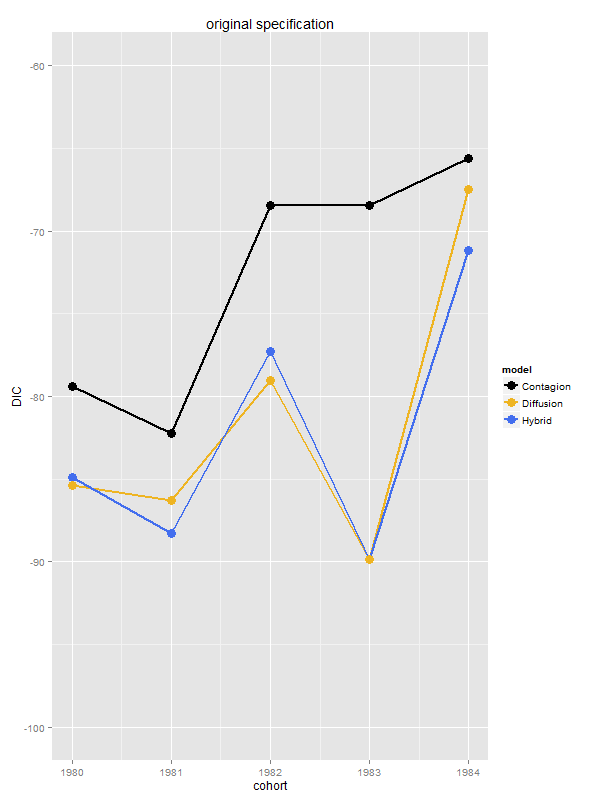 original specification
-60
-70
-80
-90
-100
DIC
1980 1981 1982 1983 1984
cohort
model
Contagion
Diffusion
Hybrid